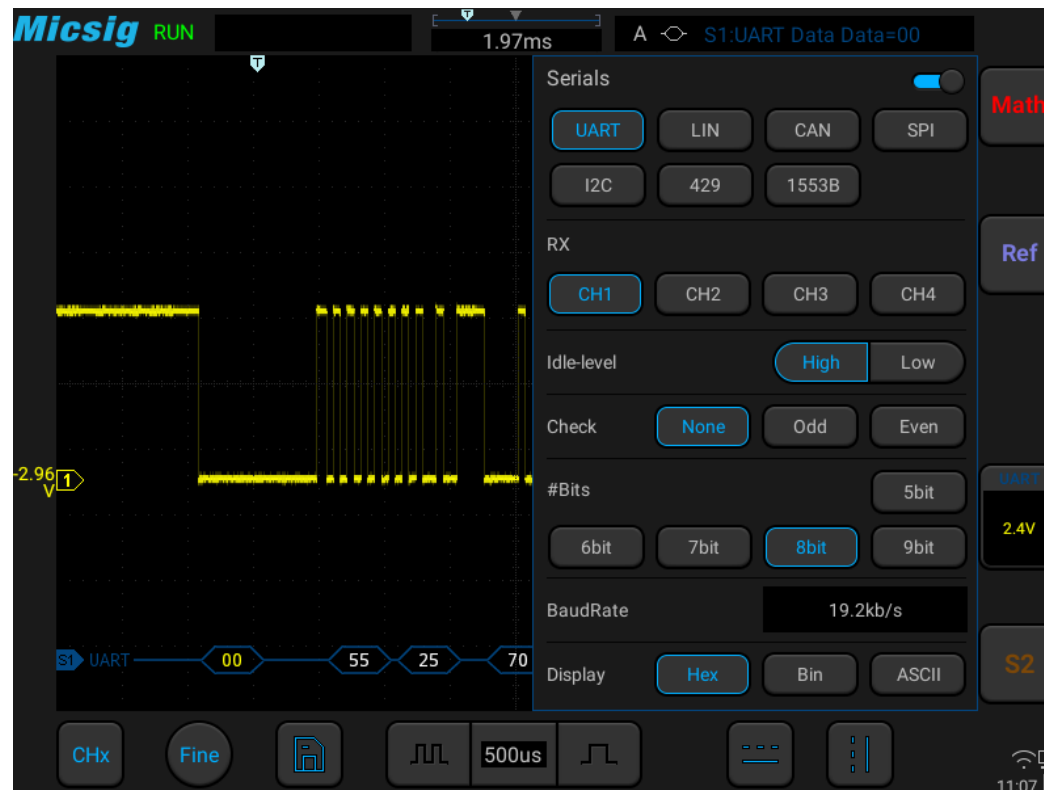 Micsig RUN
T
1.97ms
A S1:UART Data Data=00
T
Serials
Math
UART LIN CAN SPI
I2C 429 1553B
RX
Ref
CH1 CH2 CH3 CH4
Idle-level High Low
Check None Odd Even
-2.96
V
1
#Bits 5bit
UART
2.4V
6bit 7bit 8bit 9bit
BaudRate 19.2kb/s
S1 UART 00 55 25 70
Display Hex Bin ASCII
S2
CHx Fine 500us
11:07